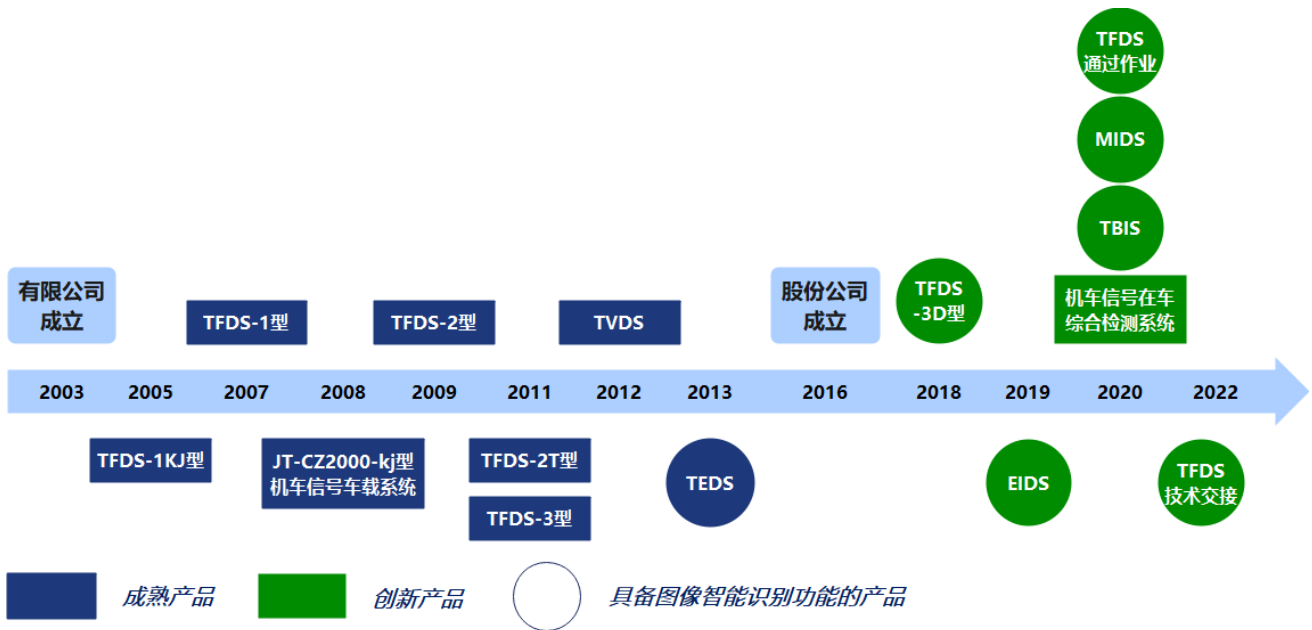 TFDS
通过作业
MIDS
TBIS
有限公司
成立
TFDS-1型
TFDS-2型
TVDS
股份公司
成立
TFDS
-3D型
机车信号在车
综合检测系统
2003 2005 2007 2008 2009 2011 2012 2013 2016 2018 2019 2020 2022
TFDS-1KJ型
JT-CZ2000-kj型
机车信号车载系统
TFDS-2T型
TFDS-3型
TEDS
EIDS
TFDS
技术交接
成熟产品
创新产品
具备图像智能识别功能的产品